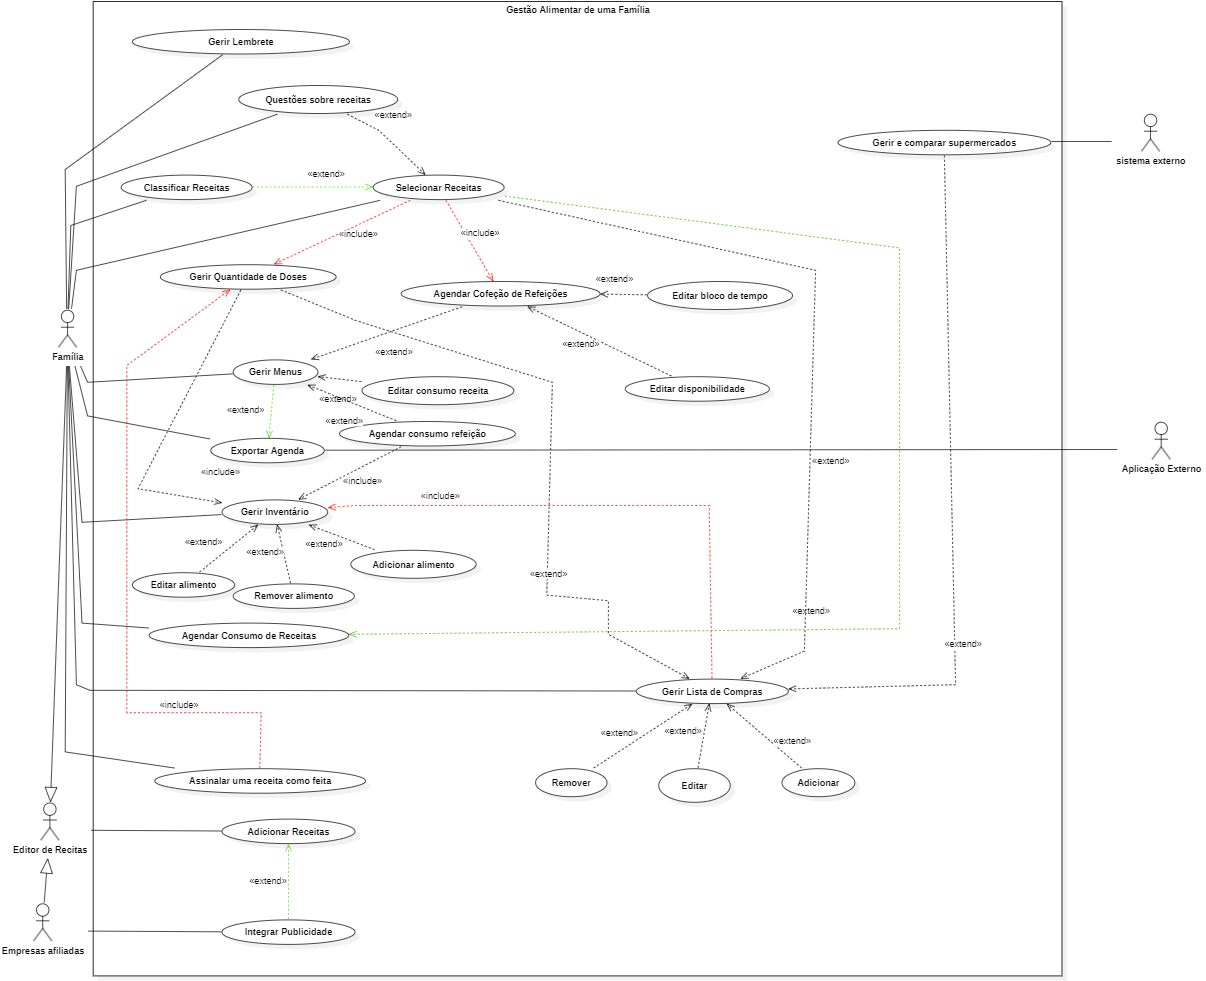 Gestão Alimentar de uma Família
Gerir Lembrete
Questões sobre receitas
«extend»
Gerir e comparar supermercados
sistema externo
Classificar Receitas
«extend»
Selecionar Receitas
«include»
«include»
Gerir Quantidade de Doses
Agendar Cofeção de Refeições
«extend»
Editar bloco de tempo
Família
«extend»
«extend»
Gerir Menus
Editar consumo receita
Editar disponibilidade
«extend»
«extend»
«extend»
Agendar consumo refeição
Exportar Agenda
Aplicação Externo
«extend»
«include»
«include»
«include»
Gerir Inventário
«extend»
«extend»
«extend»
Adicionar alimento
Editar alimento
Remover alimento
«extend»
«extend»
Agendar Consumo de Receitas
«extend»
Gerir Lista de Compras
«include»
«extend»
«extend»
«extend»
Assinalar uma receita como feita
Remover
Editar
Adicionar
Editor de Recitas
Adicionar Receitas
«extend»
Integrar Publicidade
Empresas afiliadas